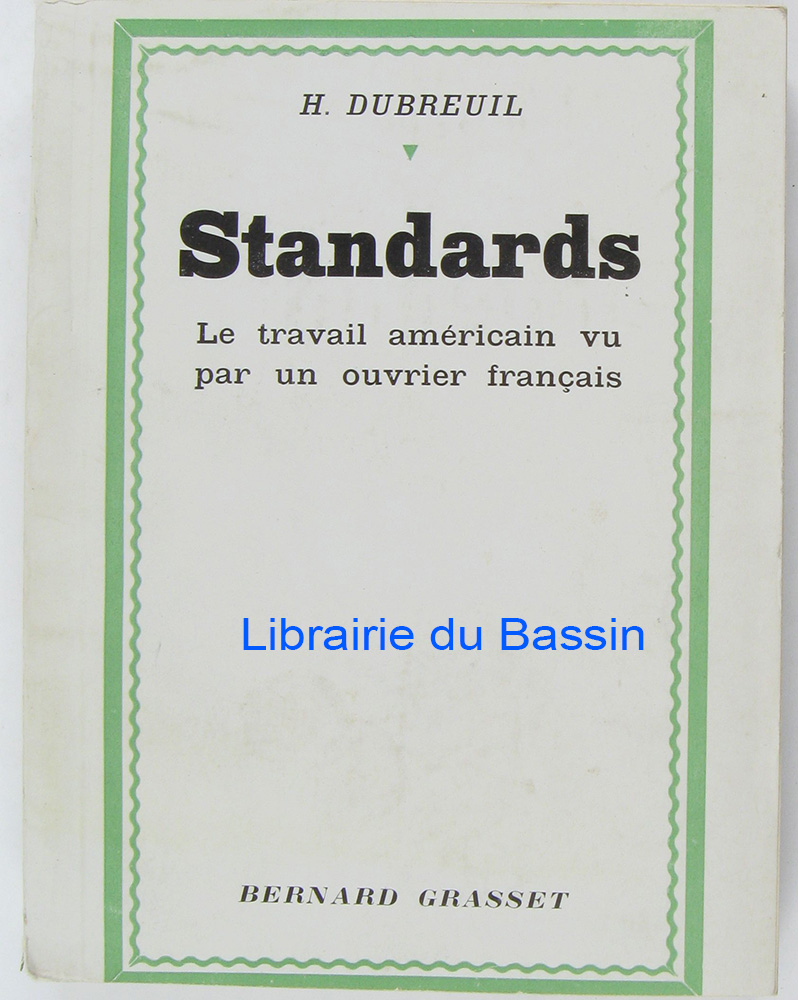 H. DUBREUIL
Standards
Le travail américain vu
par un ouvrier français
Librairie du Bassin
BERNARD GRASSET